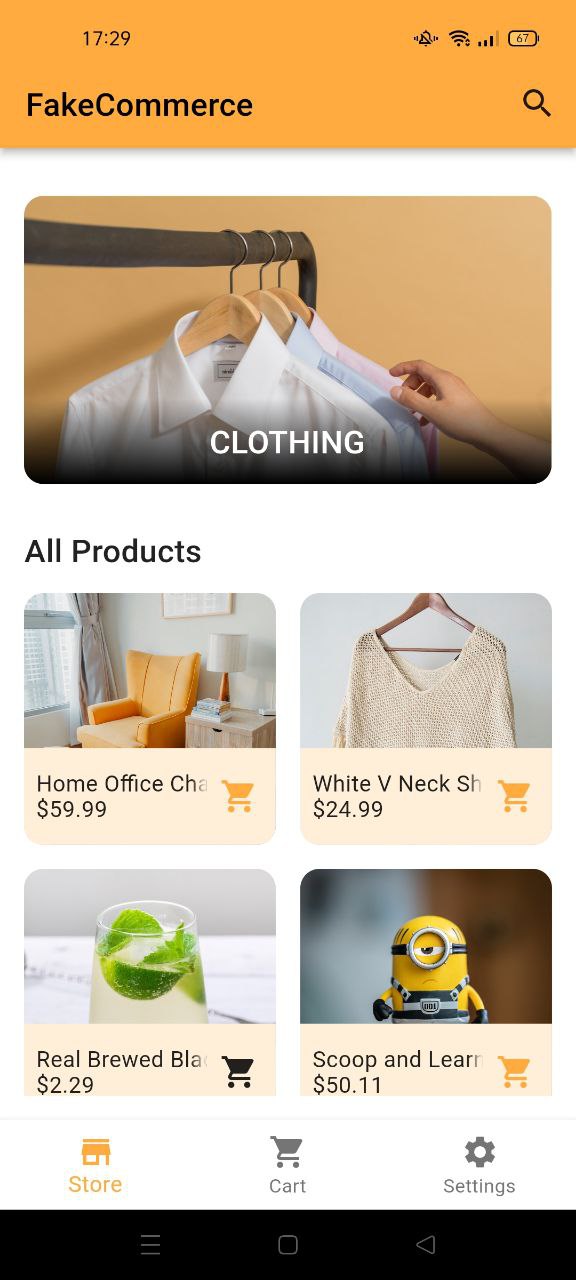 17:29
67
FakeCommerce
CLOTHING
All Products
Home Office Cha
$59.99
White V Neck Sh
$24.99
001
Real Brewed Bla
$2.29
Scoop and Learn
$50.11
Store
Cart
Settings